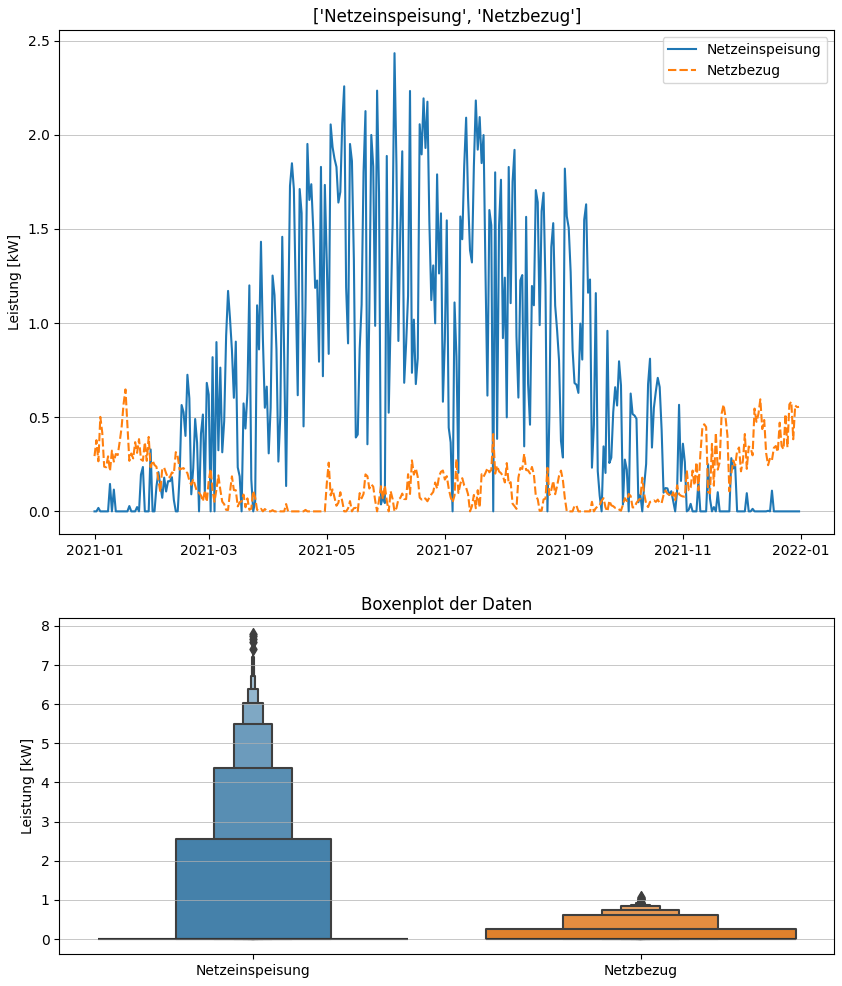 ['Netzeinspeisung', 'Netzbezug']
Leistung [kW]
2.5
2.0
1.5
1.0
0.5
0.0
Netzeinspeisung
Netzbezug
2021-01 2021-03 2021-05 2021-07 2021-09 2021-11 2022-01
Boxenplot der Daten
Leistung [kW]
8
7
6
5
4
3
2
1
0
Netzeinspeisung Netzbezug